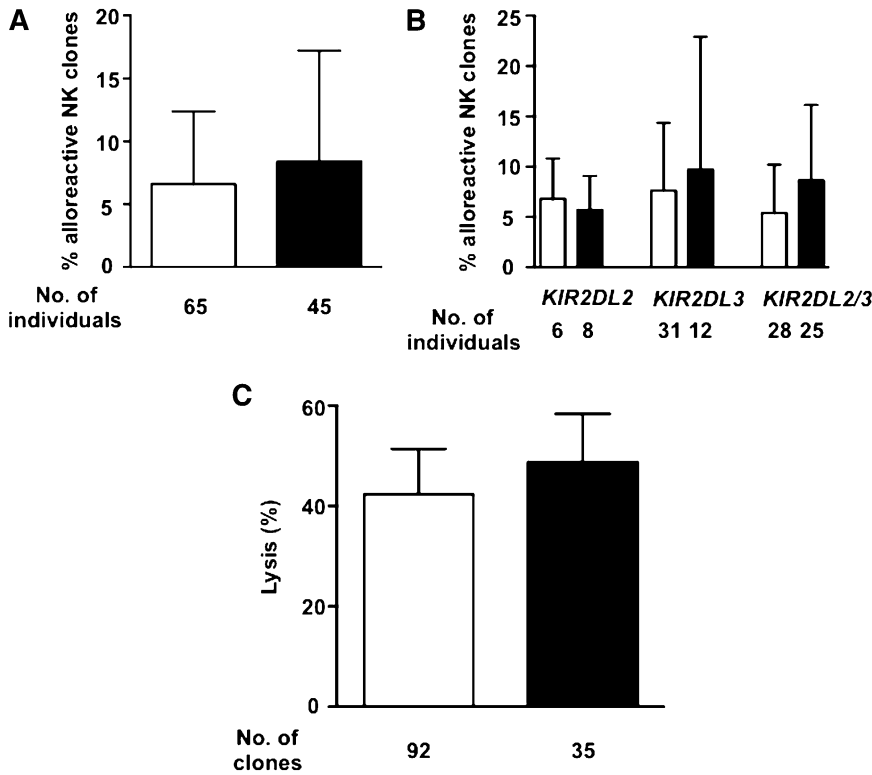 A
% alloreactive NK clones
20
15
10
5
0
No. of
individuals
65 45
B
% alloreactive NK clones
25
20
15
10
5
0
KIR2DL2 KIR2DL3 KIR2DL2/3
No. of
individuals
6 8 31 12 28 25
C
Lysis (%)
60
40
20
0
No. of
clones
92 35